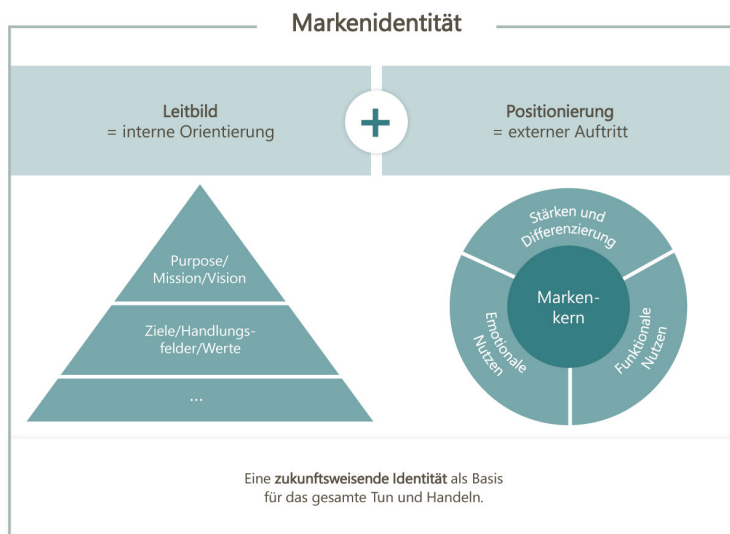 Markenidentität
Leitbild
= interne Orientierung
+
Positionierung
= externer Auftritt
Purpose/
Mission/Vision
Ziele/Handlungs-
felder/Werte
...
Stärken und
Differenzierung
Marken-
kern
Emotionale
Nutzen
Funktionale
Nutzen
Eine zukunftsweisende Identität als Basis
für das gesamte Tun und Handeln.